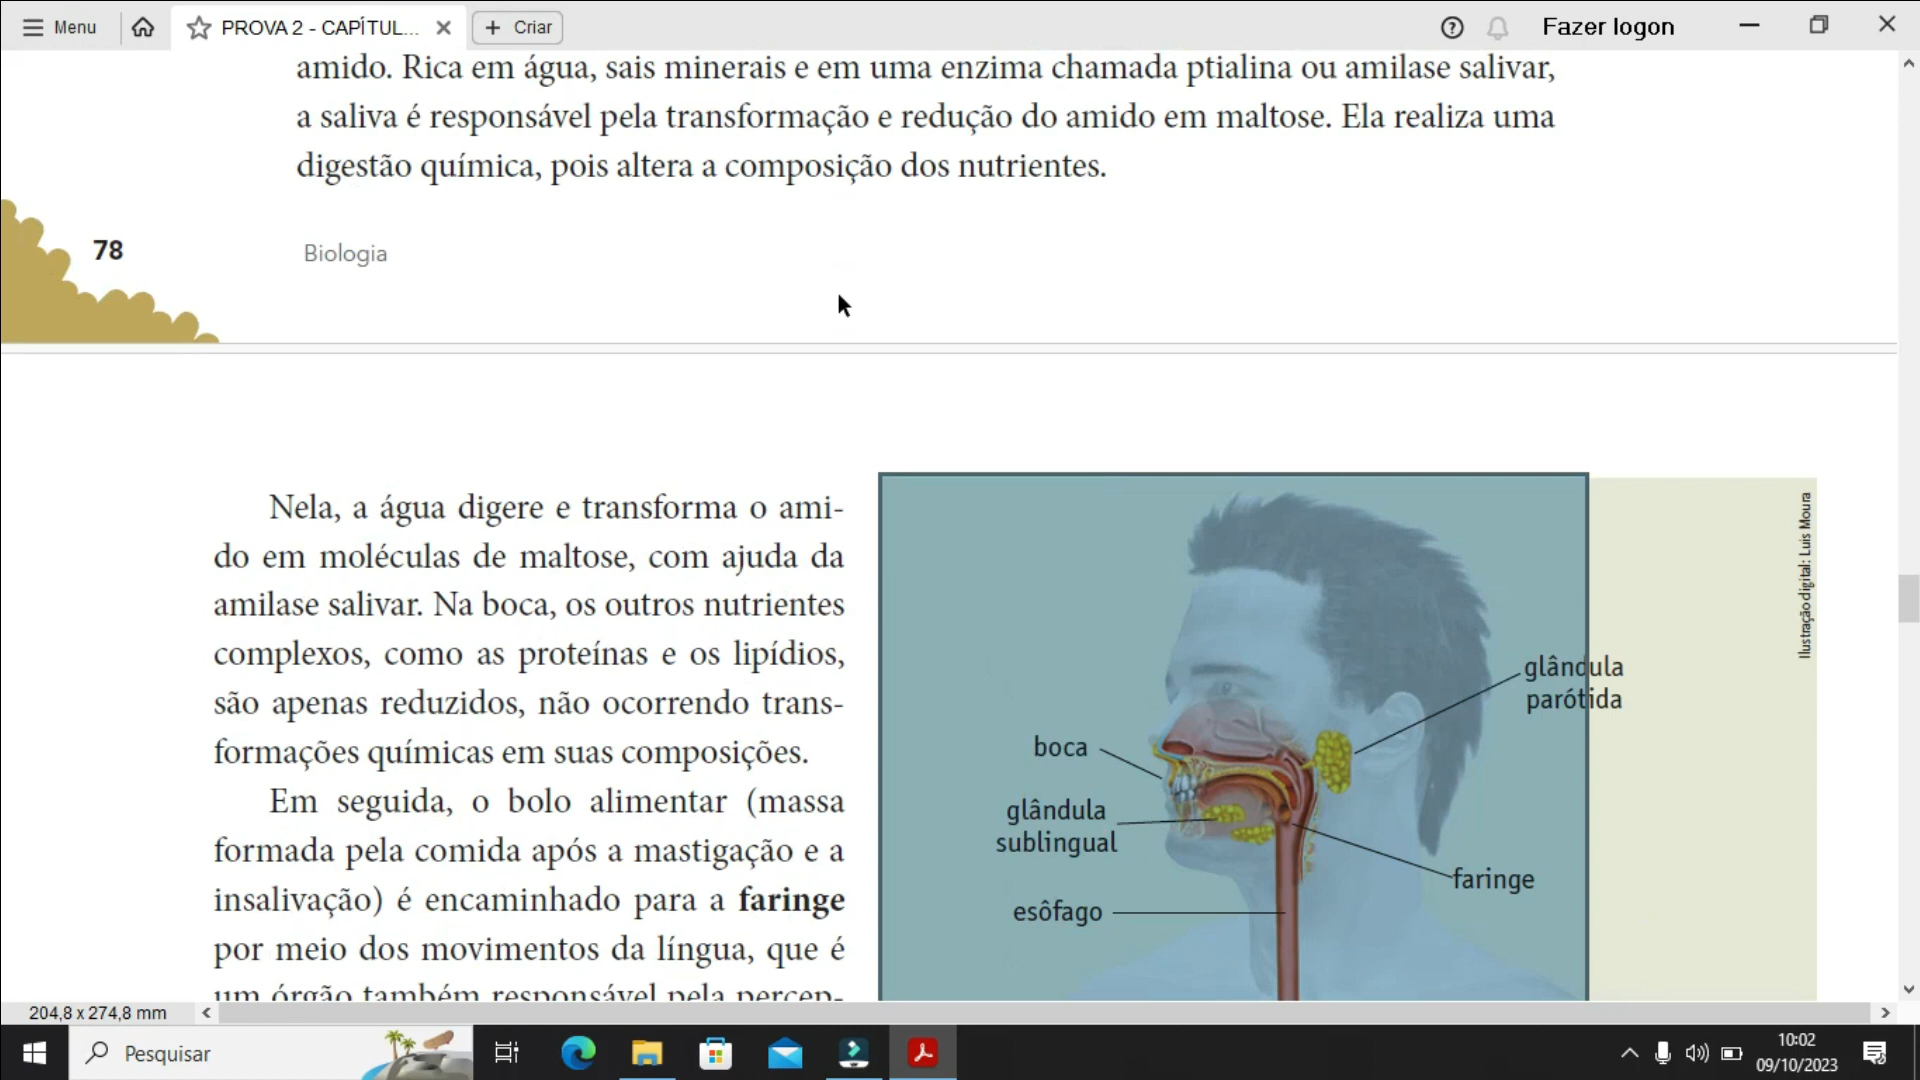 Menu
PROVA 2 - CAPÍTUL...
Criar
Fazer logon
amido. Rica em água, sais minerais e em uma enzima chamada ptialina ou amilase salivar,
a saliva é responsável pela transformação e redução do amido em maltose. Ela realiza uma
digestão química, pois altera a composição dos nutrientes.
78
Biologia
Nela, a água digere e transforma o ami-
do em moléculas de maltose, com ajuda da
amilase salivar. Na boca, os outros nutrientes
complexos, como as proteínas e os lipídios,
são apenas reduzidos, não ocorrendo trans-
formações químicas em suas composições.
Em seguida, o bolo alimentar (massa
formada pela comida após a mastigação e a
insalivação) é encaminhado para a faringe
por meio dos movimentos da língua, que é
um órgão também responsável pela percep-
Ilustração digital: Luis Moura
glândula
parótida
boca
glândula
sublingual
faringe
esôfago
204,8 x 274,8 mm
Pesquisar
10:02
09/10/2023